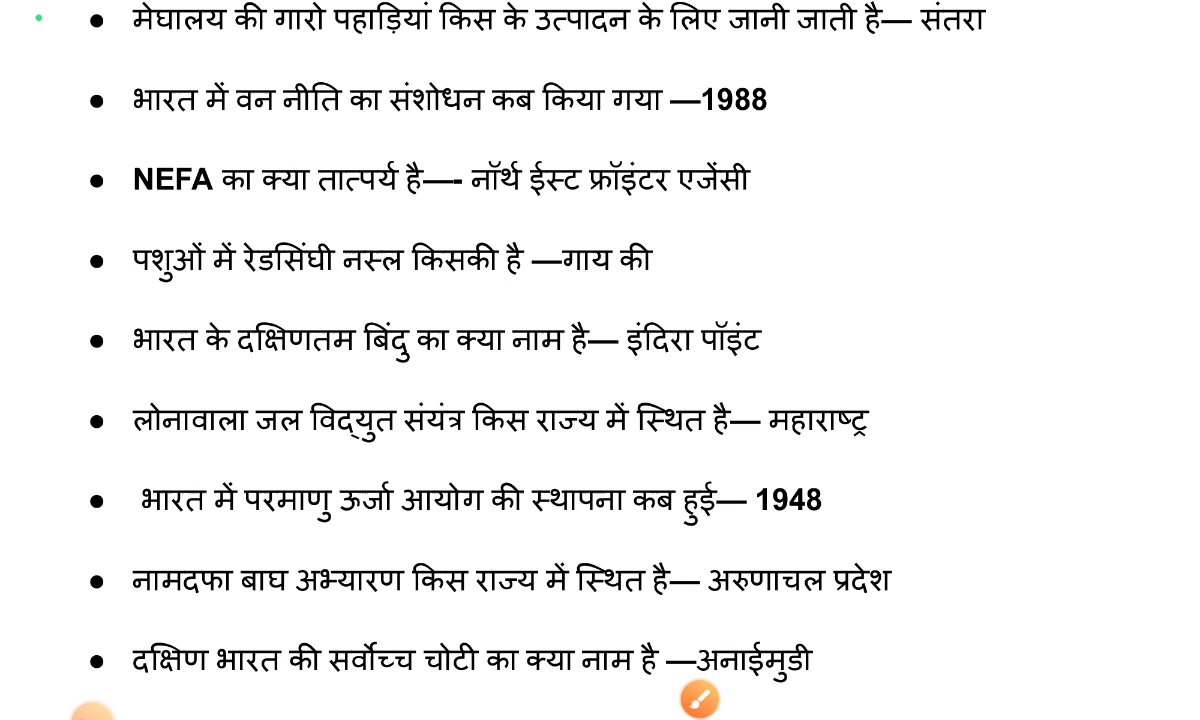 ● मेघालय की गारो पहाड़ियां किस के उत्पादन के लिए जानी जाती है— संतरा
● भारत में वन नीति का संशोधन कब किया गया —1988
● NEFA का क्या तात्पर्य है—- नॉर्थ ईस्ट फ्रॉइंटर एजेंसी
● पशुओं में रेडसिंघी नस्ल किसकी है —गाय की
● भारत के दक्षिणतम बिंदु का क्या नाम है— इंदिरा पॉइंट
● लोनावाला जल विद्युत संयंत्र किस राज्य में स्थित है— महाराष्ट्र
● भारत में परमाणु ऊर्जा आयोग की स्थापना कब हुई— 1948
● नामदफा बाघ अभ्यारण किस राज्य में स्थित है— अरुणाचल प्रदेश
● दक्षिण भारत की सर्वोच्च चोटी का क्या नाम है —अनाईमुडी